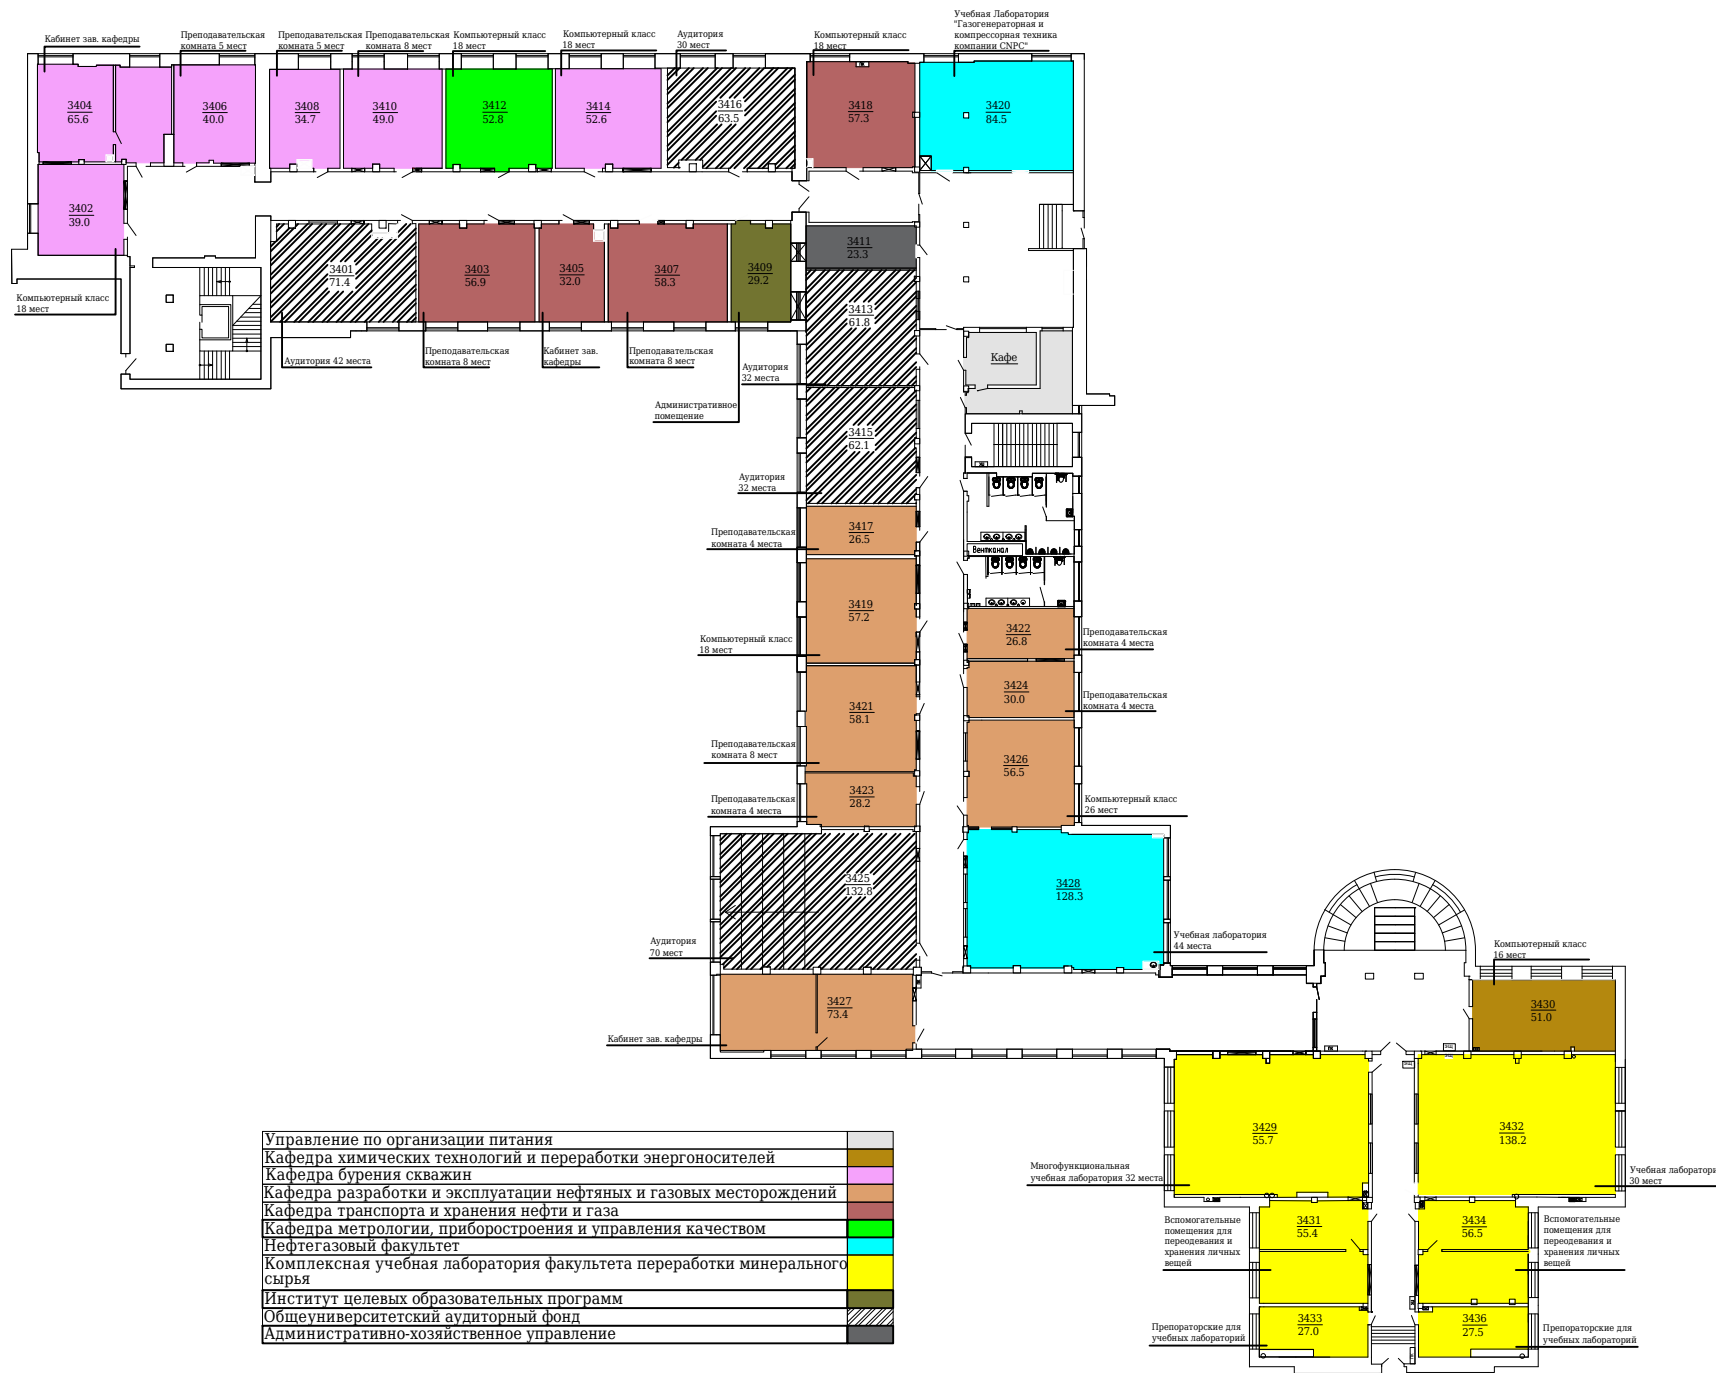 Учебная Лаборатория
"Газогенераторная и
компрессорная техника
компании CNPC"
Кабинет зав. кафедры
Преподавательская
комната 5 мест
Преподавательская
комната 5 мест
Преподавательская
комната 8 мест
Компьютерный класс
18 мест
Компьютерный класс
18 мест
Аудитория
30 мест
Компьютерный класс
18 мест
3404
65.6
3406
40.0
3408
34.7
3410
49.0
3412
52.8
3414
52.6
3416
63.5
3418
57.3
3420
84.5
3402
39.0
3401
71.4
3403
56.9
3405
32.0
3407
58.3
3409
29.2
3411
23.3
Компьютерный класс
18 мест
3413
61.8
Аудитория 42 места
Преподавательская
комната 8 мест
Кабинет зав.
кафедры
Преподавательская
комната 8 мест
Аудитория
32 места
Кафе
Административное
помещение
3415
62.1
Аудитория
32 места
Преподавательская
комната 4 места
3417
26.5
Вентканал
3419
57.2
Компьютерный класс
18 мест
3422
26.8
Преподавательская
комната 4 места
3424
30.0
Преподавательская
комната 4 места
3421
58.1
Преподавательская
комната 8 мест
3426
56.5
3423
28.2
Преподавательская
комната 4 места
Компьютерный класс
26 мест
3425
132.8
3428
128.3
Аудитория
70 мест
Учебная лаборатория
44 места
Компьютерный класс
16 мест
3427
73.4
3430
51.0
Кабинет зав. кафедры
3429
55.7
3432
138.2
Многофункциональная
учебная лаборатория 32 места
Учебная лаборатори
30 мест
Вспомогательные
помещения для
переодевания и
хранения личных
вещей
3431
55.4
3434
56.5
Вспомогательные
помещения для
переодевания и
хранения личных
вещей
3433
27.0
3436
27.5
Препораторские для
учебных лабораторий
Препораторские для
учебных лабораторий
Управление по организации питания
Кафедра химических технологий и переработки энергоносителей
Кафедра бурения скважин
Кафедра разработки и эксплуатации нефтяных и газовых месторождений
Кафедра транспорта и хранения нефти и газа
Кафедра метрологии, приборостроения и управления качеством
Нефтегазовый факультет
Комплексная учебная лаборатория факультета переработки минерального
сырья
Институт целевых образовательных программ
Общеуниверситетский аудиторный фонд
Административно-хозяйственное управление